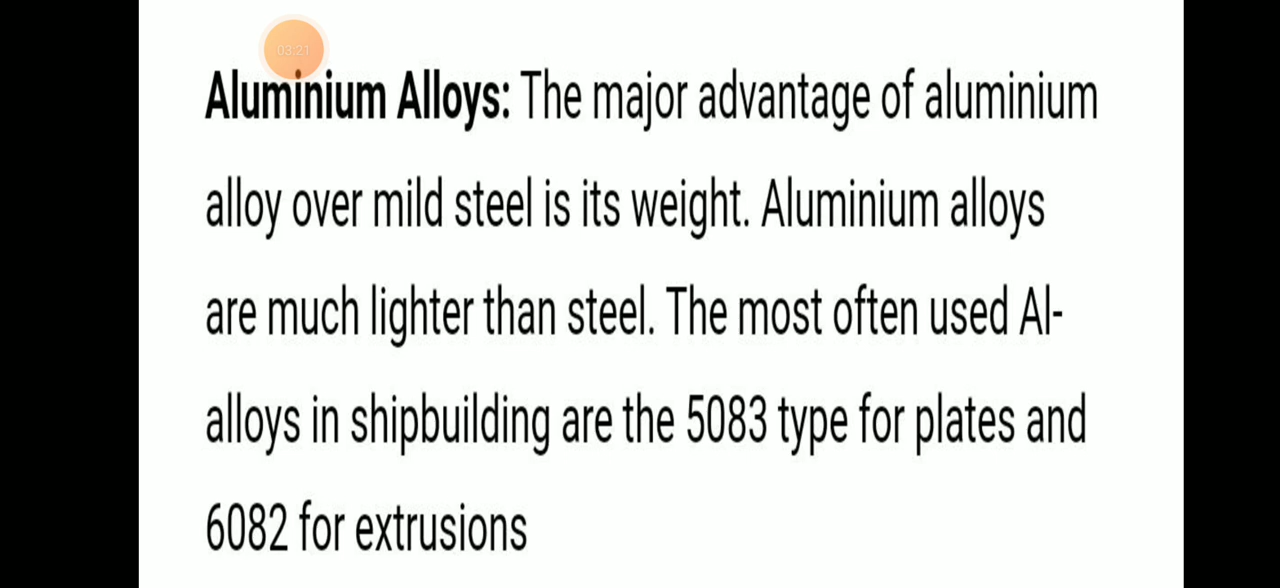 03:21
Aluminium Alloys: The major advantage of aluminium
alloy over mild steel is its weight. Aluminium alloys
are much lighter than steel. The most often used Al-
alloys in shipbuilding are the 5083 type for plates and
6082 for extrusions